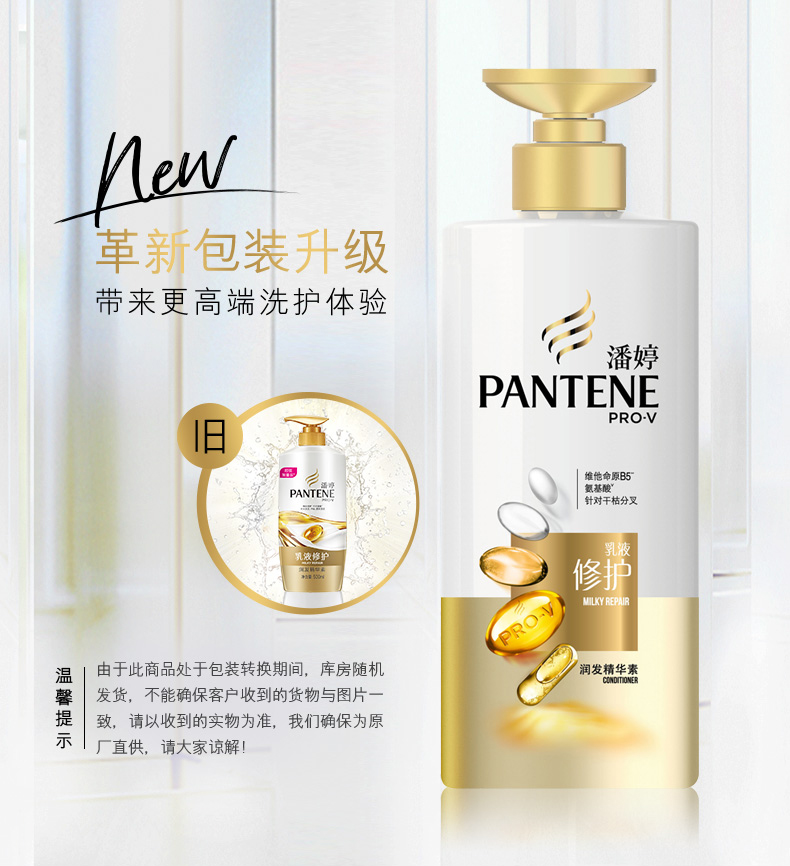 New
革新包装升级
带来更高端洗护体验
旧
潘婷
PANTENE
PRO-V
乳液修护
MILKY REPAIR
润发精华素
潘婷
PANTENE
PRO·V
维他命原B5
氨基酸
针对干枯分叉
乳液
修护
MILKY REPAIR
PRO-V
润发精华素
CONDITIONER
温馨提示
由于此商品处于包装转换期间，库房随机
发货，不能确保客户收到的货物与图片一
致，请以收到的实物为准，我们确保为原
厂直供，请大家谅解！